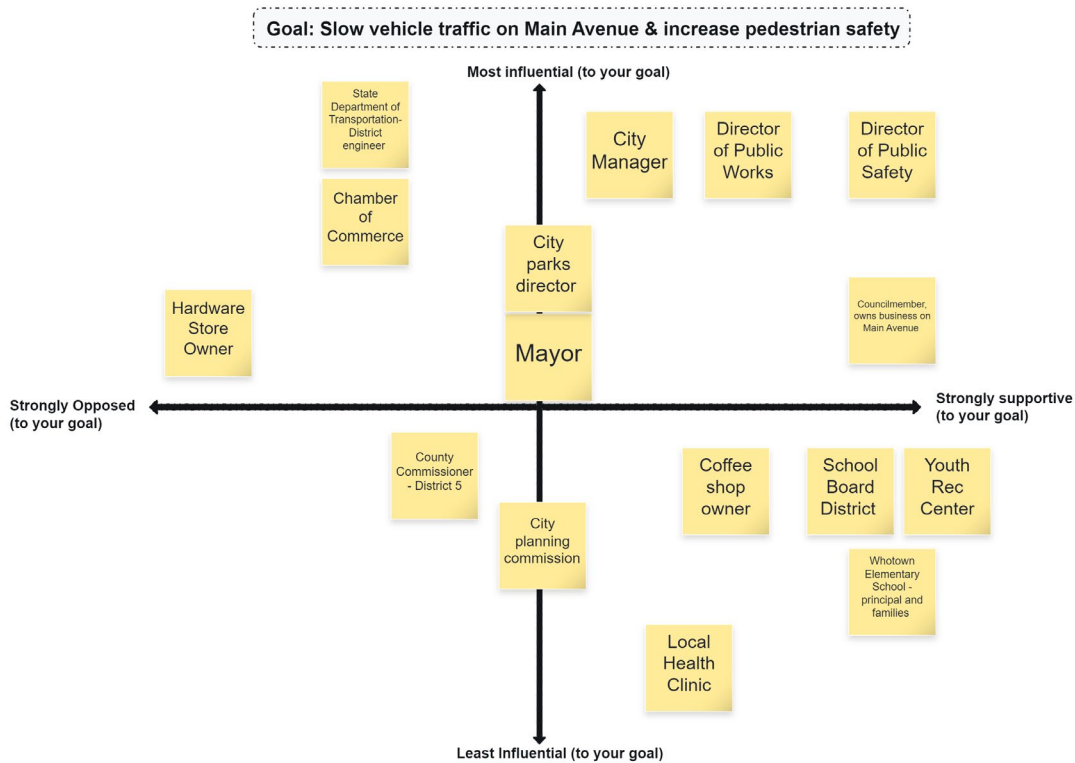 Goal: Slow vehicle traffic on Main Avenue & increase pedestrian safety
Most influential (to your goal)
State
Department of
Transportation-
District
engineer
City
Manager
Director
of Public
Works
Director
of Public
Safety
Chamber
of
Commerce
City
parks
director
Hardware
Store
Owner
Councilmember,
owns business on
Main Avenue
Mayor
Strongly Opposed
(to your goal)
Strongly supportive
(to your goal)
County
Commissioner
- District 5
Coffee
shop
owner
School
Board
District
Youth
Rec
Center
City
planning
commission
Whotown
Elementary
School -
principal and
families
Local
Health
Clinic
Least Influential (to your goal)